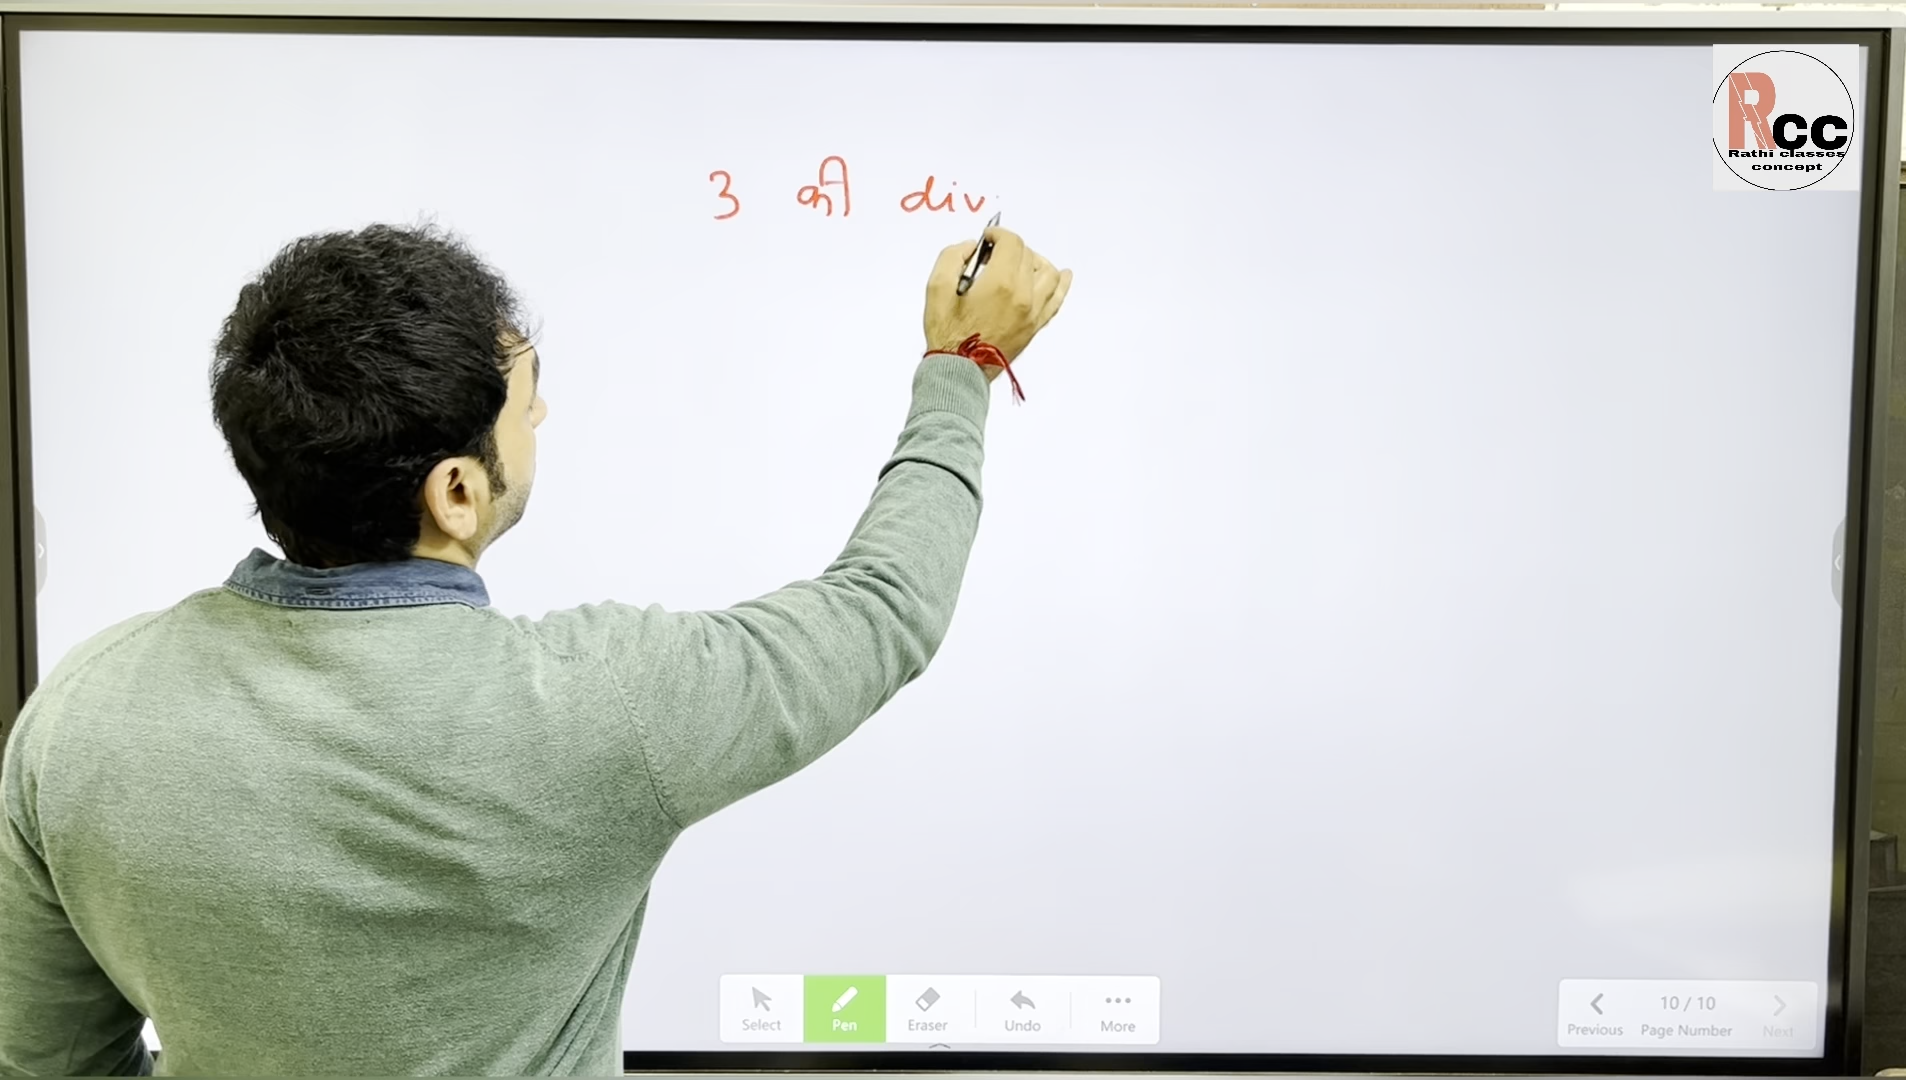 3 की div
Rcc
Rathi classes
concept
Select
Pen
Eraser
Undo
More
10 / 10
Previous
Page Number
Next